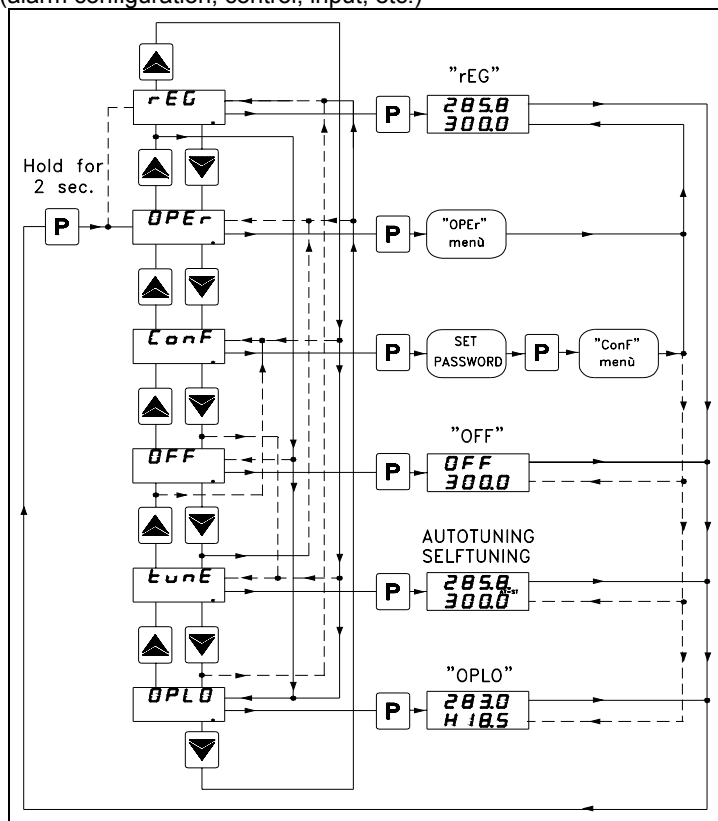 (alarm configuration, control, input, etc.)
"rEG"
rEG
P
285.8
300.0
Hold for
2 sec.
P
OPEr
P
"OPEr"
menù
ConF
P
SET
PASSWORD
P
"ConF"
menù
"OFF"
OFF
P
OFF
300.0
AUTOTUNING
SELFTUNING
tunE
P
285.8
300.0 AT-ST
"OPLO"
OPLO
P
283.0
H 18.5